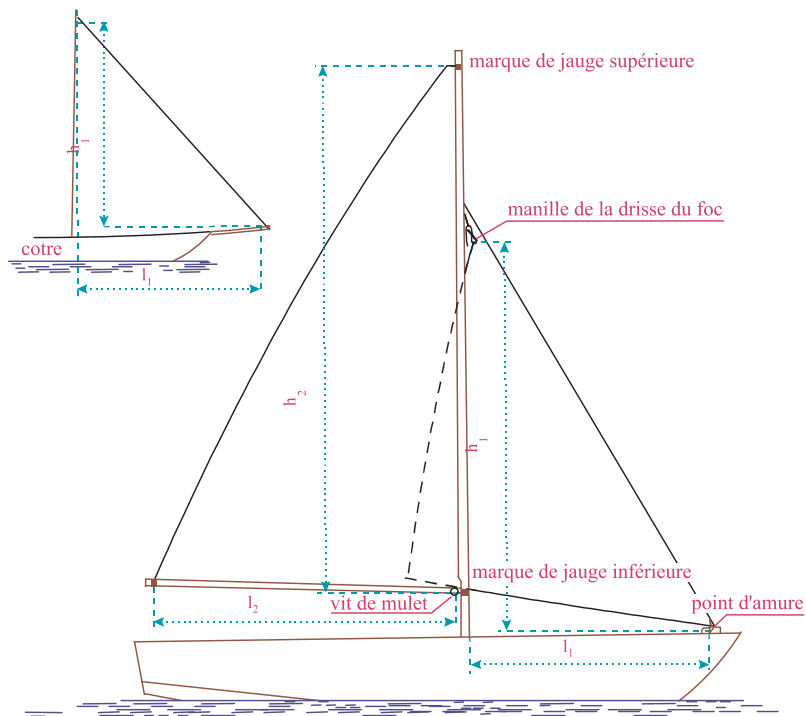 marque de jauge supérieure
h1
manille de la drisse du foc
cotre
l1
h2
h1
marque de jauge inférieure
l2
vit de mulet
point d'amure
l1